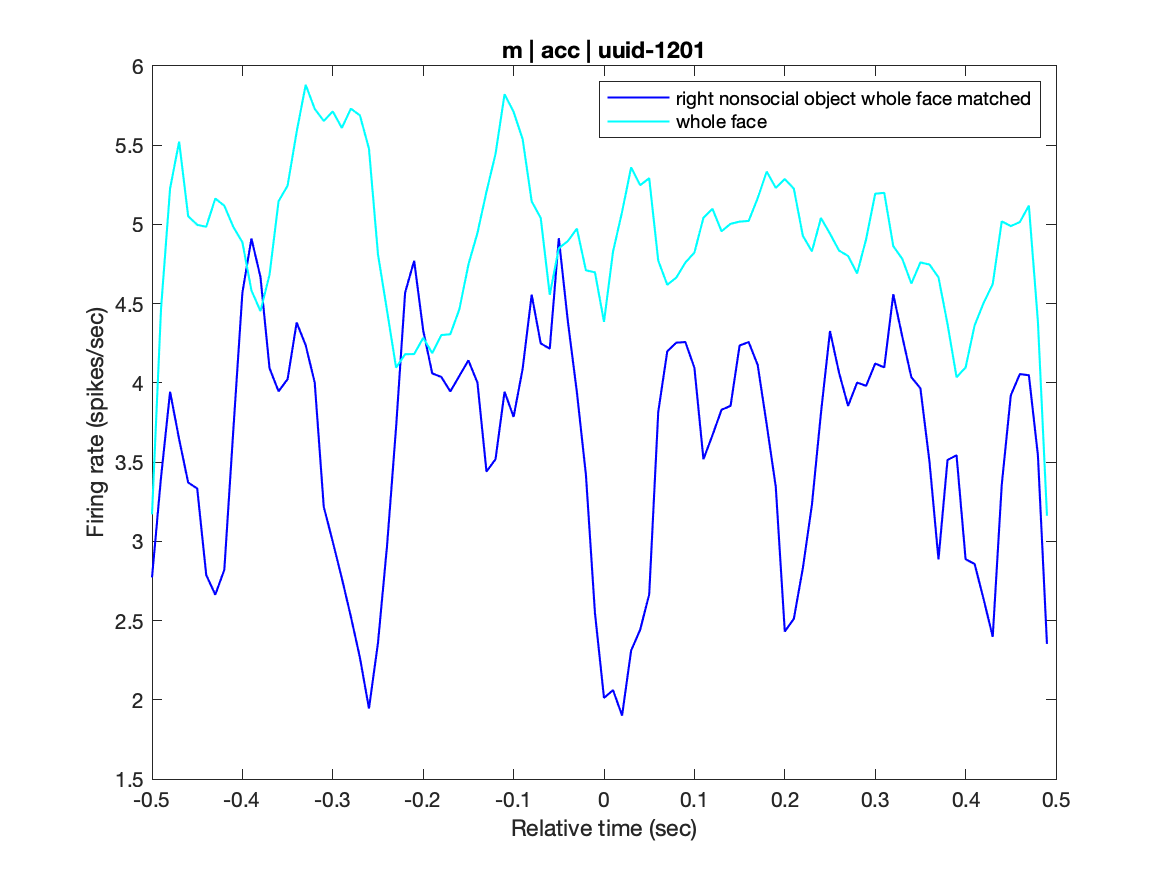 m | acc | uuid-1201
right nonsocial object whole face matched
whole face
6
5.5
5
4.5
4
3.5
3
2.5
2
1.5
Firing rate (spikes/sec)
-0.5 -0.4 -0.3 -0.2 -0.1 0 0.1 0.2 0.3 0.4 0.5
Relative time (sec)